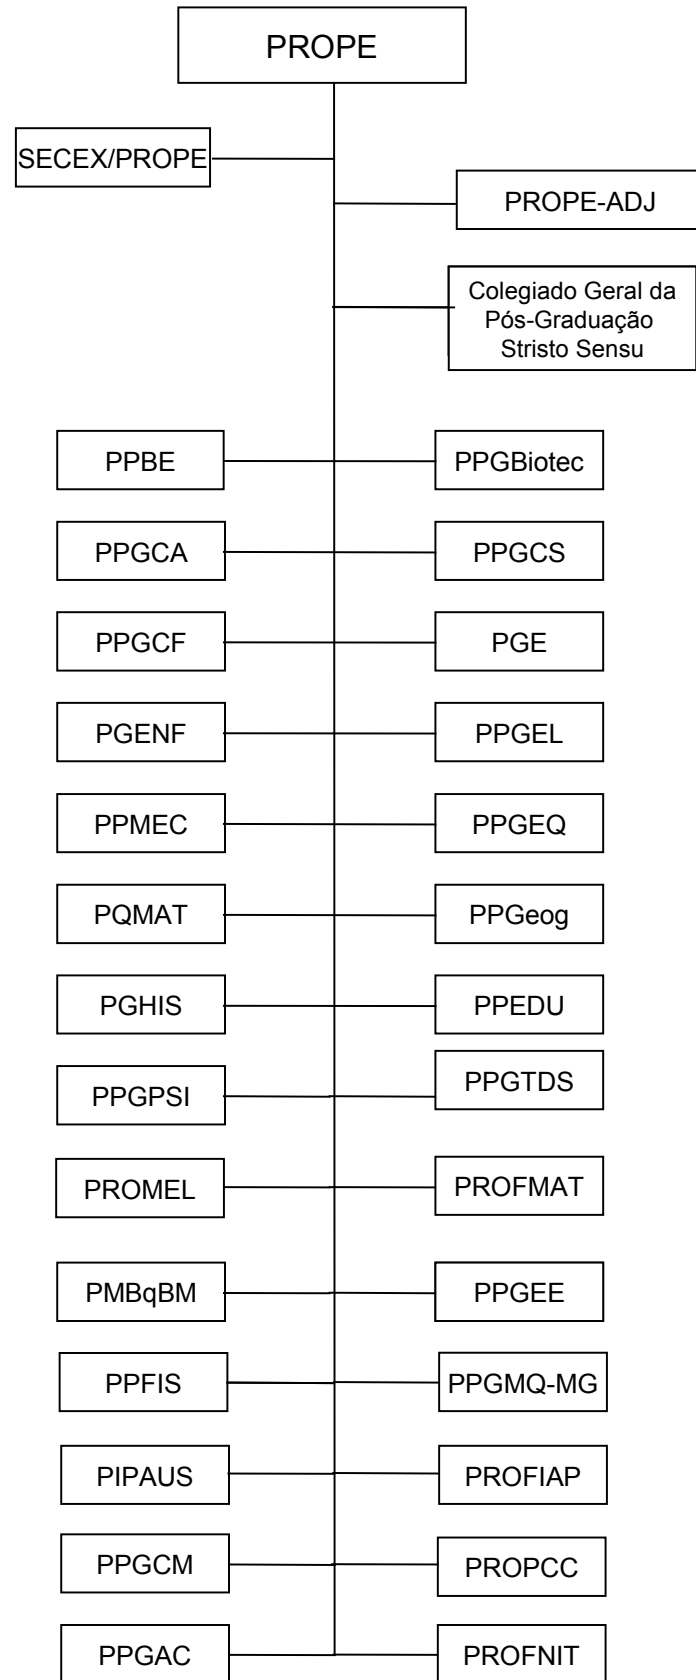 PROPE
SECEX/PROPE
PROPE-ADJ
Colegiado Geral da
Pós-Graduação
Stristo Sensu
PPBE
PPGBiotec
PPGCA
PPGCS
PPGCF
PGE
PGENF
PPGEL
PPMEC
PPGEQ
PQMAT
PPGeog
PGHIS
PPEDU
PPGPSI
PPGTDS
PROMEL
PROFMAT
PMBqBM
PPGEE
PPFIS
PPGMQ-MG
PIPAUS
PROFIAP
PPGCM
PROPCC
PPGAC
PROFNIT